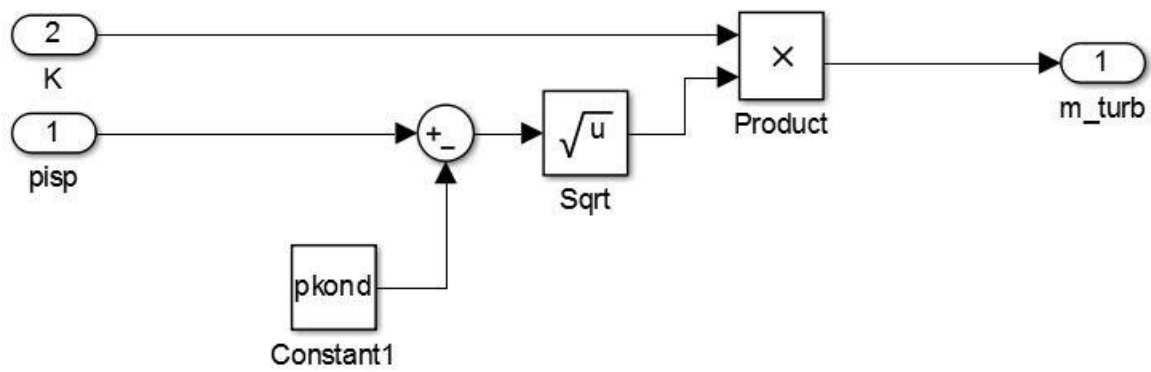 2
K
1
pisp
+
−
√u
Sqrt
pkond
Constant1
×
Product
1
m_turb